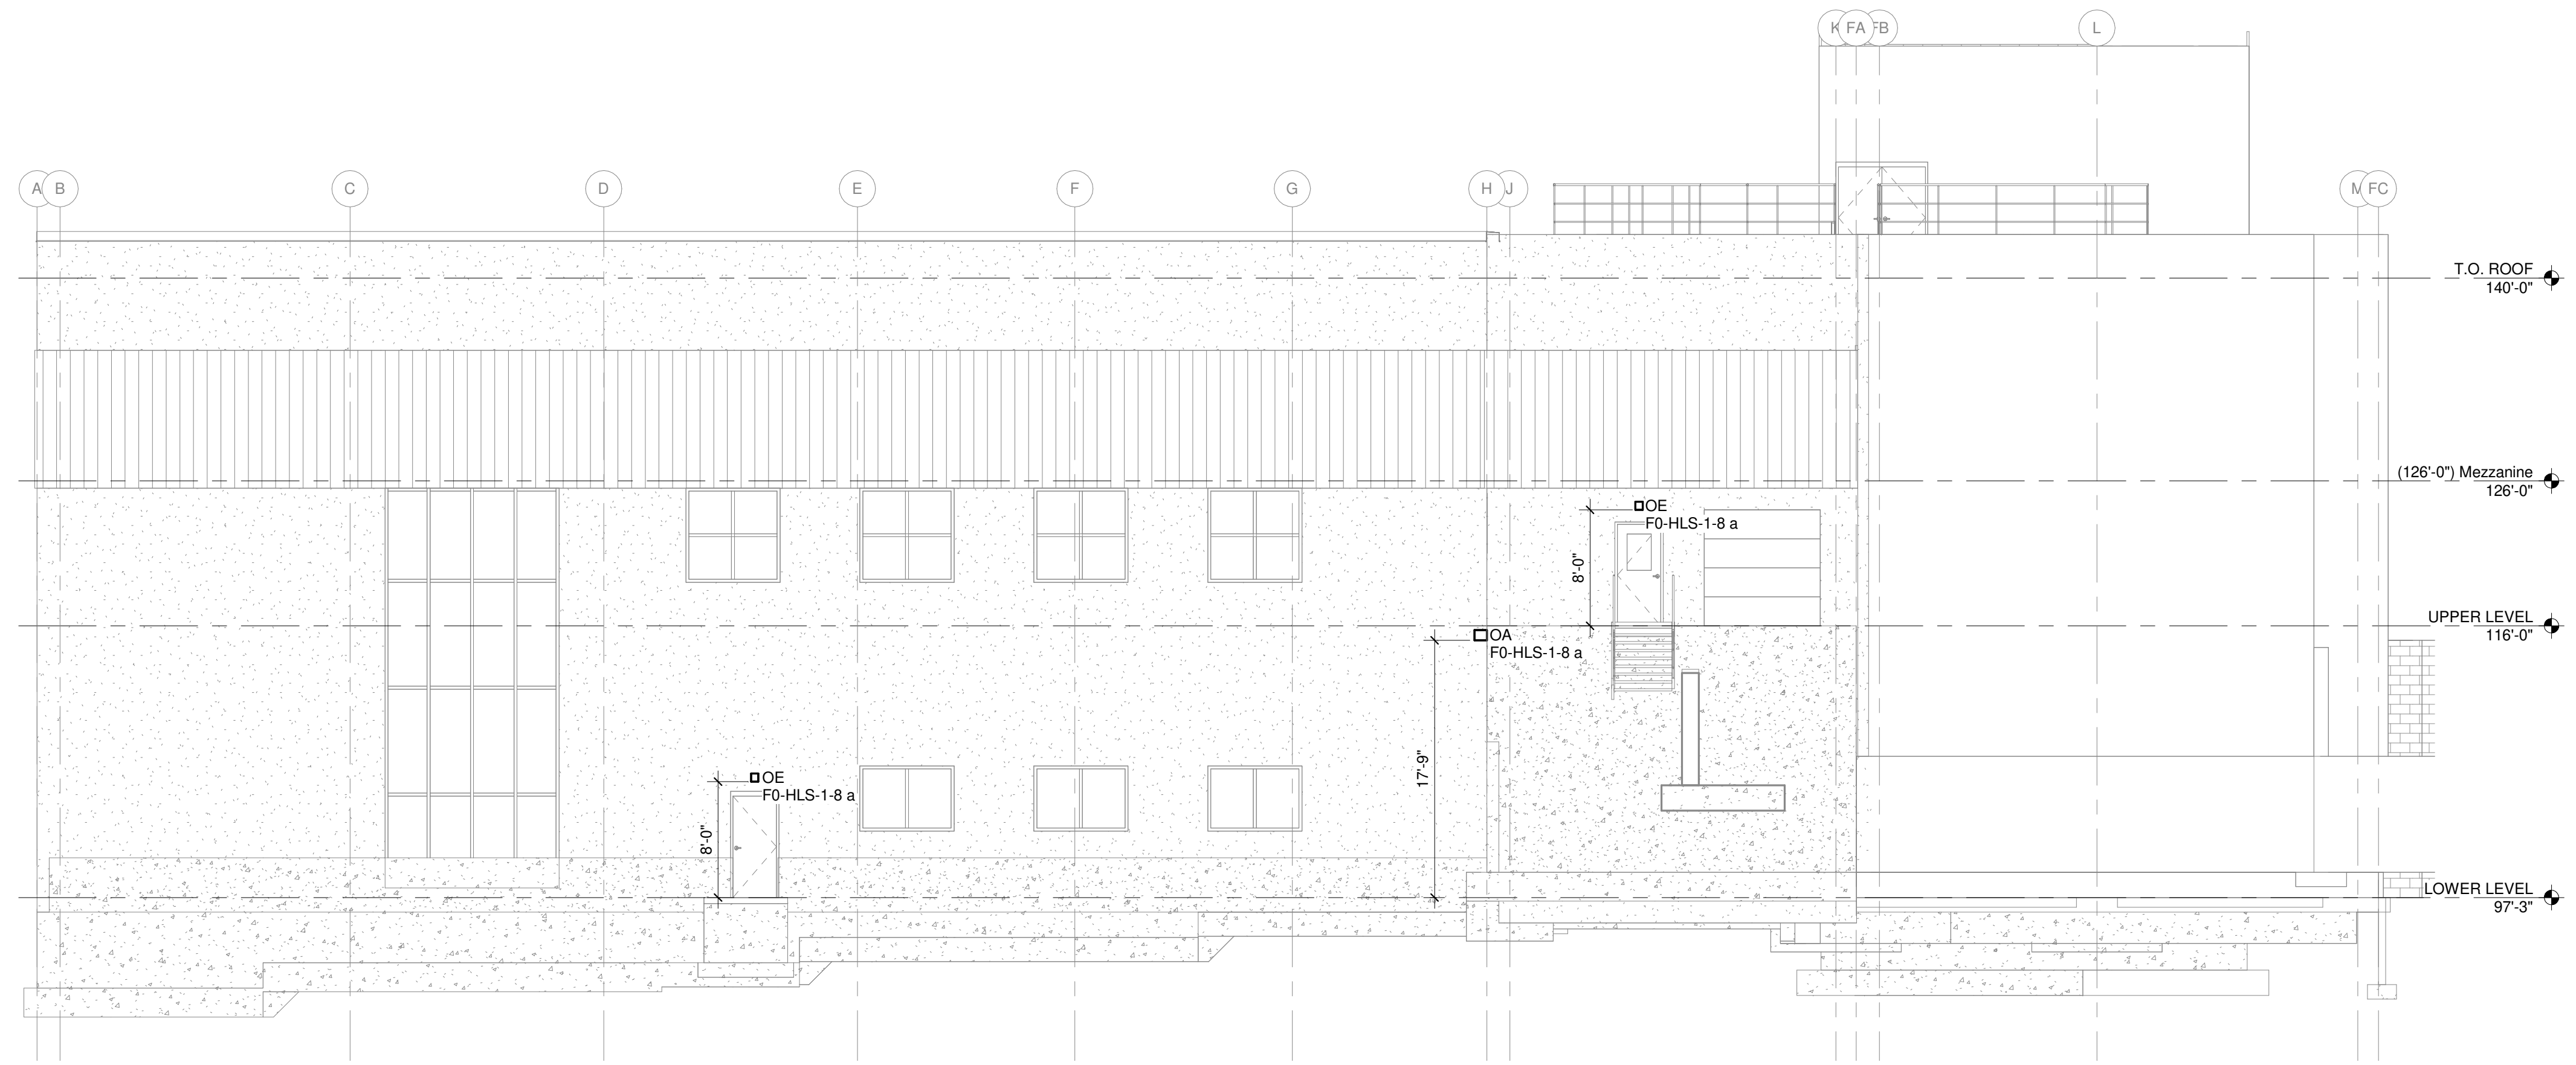 K FA FB L
A B C D E F G H J M FC
T.O. ROOF
140'-0"
(126'-0") Mezzanine
126'-0"
OE
F0-HLS-1-8 a
8'-0"
UPPER LEVEL
116'-0"
OA
F0-HLS-1-8 a
17'-9"
OE
F0-HLS-1-8 a
8'-0"
LOWER LEVEL
97'-3"